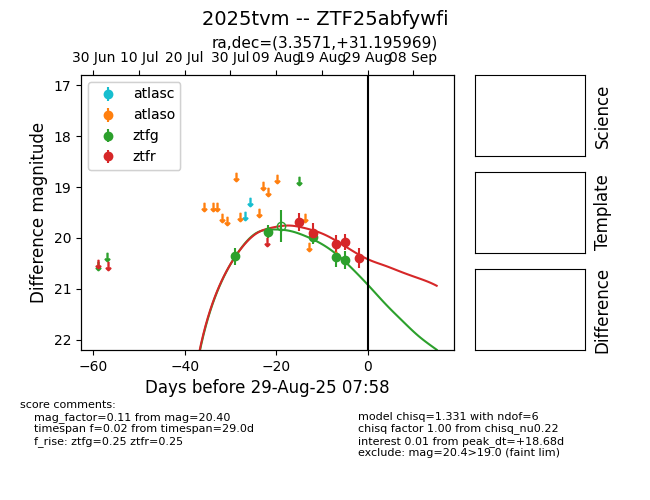 2025tvm -- ZTF25abfywfi
ra,dec=(3.3571,+31.195969)
30 Jun 10 Jul 20 Jul 30 Jul 09 Aug 19 Aug 29 Aug 08 Sep
17
18
19
20
21
22
Difference magnitude
atlasc
atlaso
ztfg
ztfr
−60 −40 −20 0
Days before 29-Aug-25 07:58
Science
Template
Difference
score comments:
mag_factor=0.11 from mag=20.40
timespan f=0.02 from timespan=29.0d
f_rise: ztfg=0.25 ztfr=0.25
model chisq=1.331 with ndof=6
chisq factor 1.00 from chisq_nu0.22
interest 0.01 from peak_dt=+18.68d
exclude: mag=20.4>19.0 (faint lim)